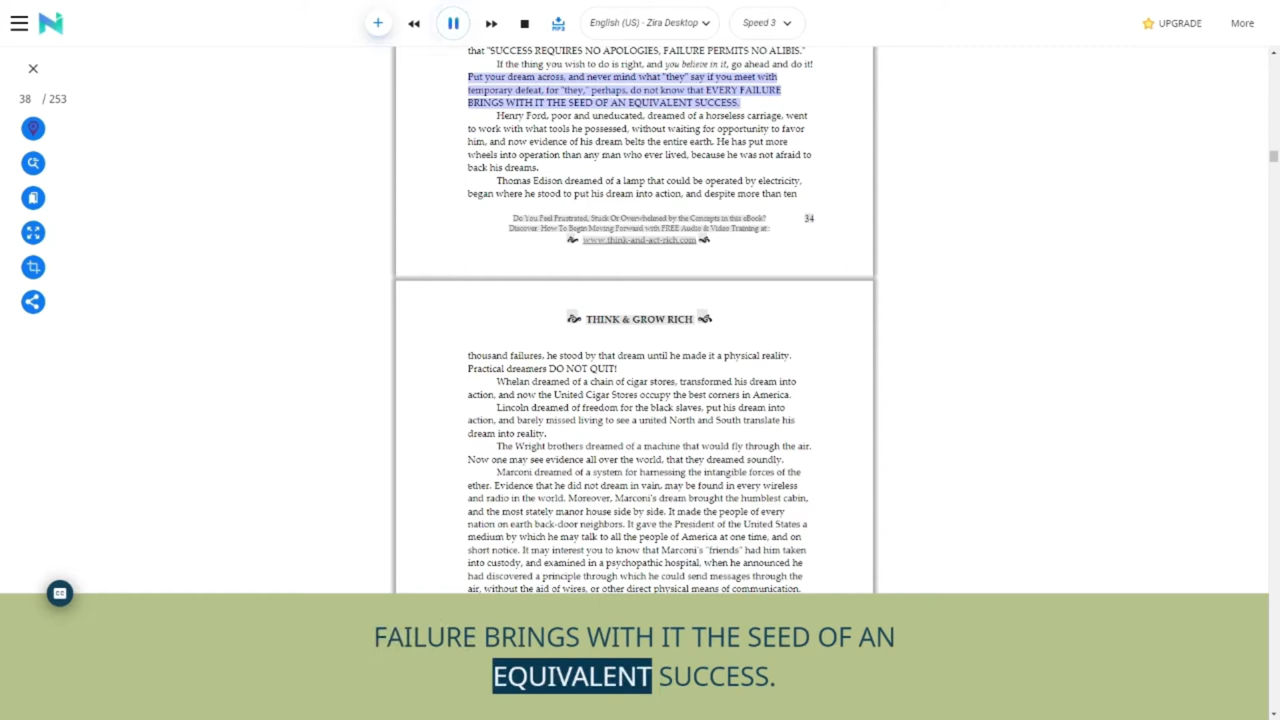 English (US) - Zira Desktop
Speed 3
UPGRADE
More
MP3
38 / 253
that "SUCCESS REQUIRES NO APOLOGIES, FAILURE PERMITS NO ALIBIS."
If the thing you wish to do is right, and you believe in it, go ahead and do it!
Put your dream across, and never mind what "they" say if you meet with
temporary defeat, for "they," perhaps, do not know that EVERY FAILURE
BRINGS WITH IT THE SEED OF AN EQUIVALENT SUCCESS.
Henry Ford, poor and uneducated, dreamed of a horseless carriage, went
to work with what tools he possessed, without waiting for opportunity to favor
him, and now evidence of his dream belts the entire earth. He has put more
wheels into operation than any man who ever lived, because he was not afraid to
back his dreams.
Thomas Edison dreamed of a lamp that could be operated by electricity,
began where he stood to put his dream into action, and despite more than ten
Do You Feel Frustrated, Stuck Or Overwhelmed by the Concepts in this eBook?
34
Discover How To Begin Moving Forward with FREE Audio & Video Training at:
www.think-and-act-rich.com
THINK & GROW RICH
thousand failures, he stood by that dream until he made it a physical reality.
Practical dreamers DO NOT QUIT!
Whelan dreamed of a chain of cigar stores, transformed his dream into
action, and now the United Cigar Stores occupy the best corners in America.
Lincoln dreamed of freedom for the black slaves, put his dream into
action, and barely missed living to see a united North and South translate his
dream into reality.
The Wright brothers dreamed of a machine that would fly through the air.
Now one may see evidence all over the world, that they dreamed soundly.
Marconi dreamed of a system for harnessing the intangible forces of the
ether. Evidence that he did not dream in vain, may be found in every wireless
and radio in the world. Moreover, Marconi's dream brought the humblest cabin,
and the most stately manor house side by side. It made the people of every
nation on earth back-door neighbors. It gave the President of the United States a
medium by which he may talk to all the people of America at one time, and on
short notice. It may interest you to know that Marconi's "friends" had him taken
into custody, and examined in a psychopathic hospital, when he announced he
had discovered a principle through which he could send messages through the
air, without the aid of wires, or other direct physical means of communication.
CC
FAILURE BRINGS WITH IT THE SEED OF AN
EQUIVALENT SUCCESS.